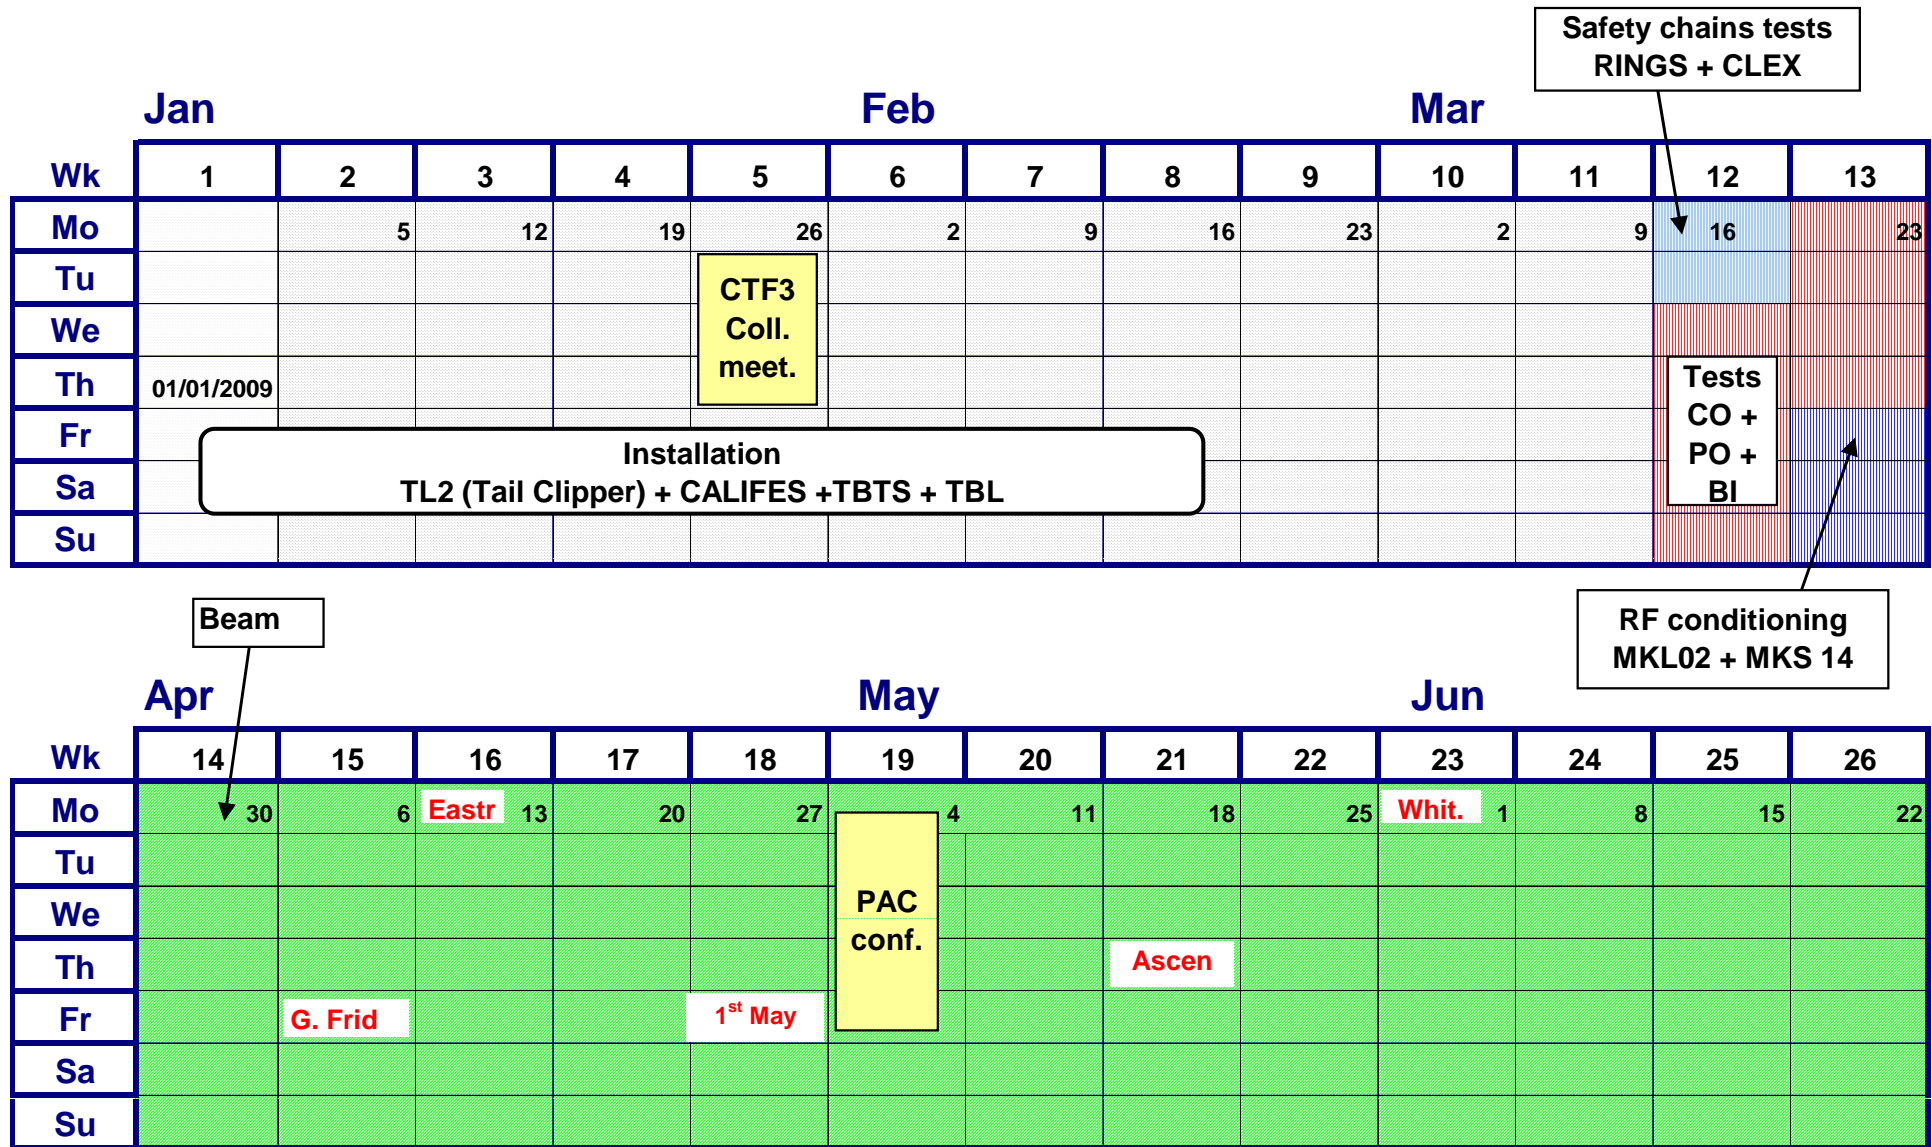 Safety chains tests
RINGS + CLEX
Jan Feb Mar
Wk 1 2 3 4 5 6 7 8 9 10 11 12 13
Mo 5 12 19 26 2 9 16 23 2 9 16 23
Tu
We
Th 01/01/2009
Fr
Sa
Su
CTF3
Coll.
meet.
Installation
TL2 (Tail Clipper) + CALIFES +TBTS + TBL
Tests
CO +
PO +
BI
Beam
RF conditioning
MKL02 + MKS 14
Apr May Jun
Wk 14 15 16 17 18 19 20 21 22 23 24 25 26
Mo 30 6 Eastr 13 20 27 4 11 18 25 Whit. 1 8 15 22
Tu
We
Th Ascen
Fr G. Frid 1st May
Sa
Su
PAC
conf.